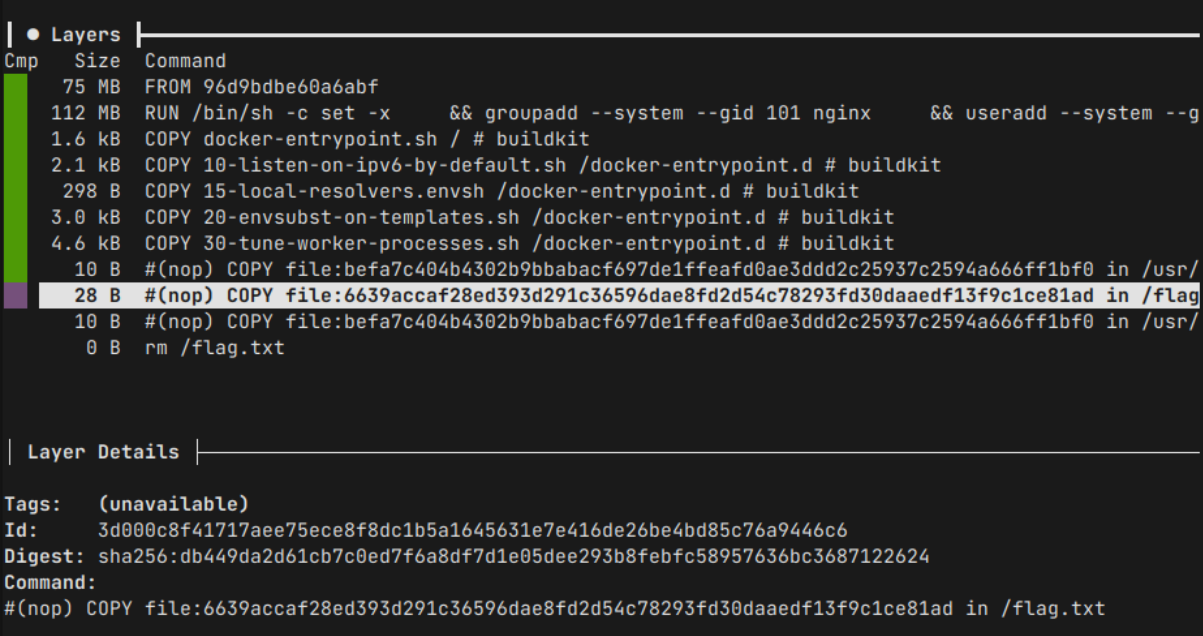 ● Layers
Cmp Size Command
75 MB FROM 96d9bdbe60a6abf
112 MB RUN /bin/sh -c set -x && groupadd --system --gid 101 nginx && useradd --system --g
1.6 kB COPY docker-entrypoint.sh / # buildkit
2.1 kB COPY 10-listen-on-ipv6-by-default.sh /docker-entrypoint.d # buildkit
298 B COPY 15-local-resolvers.envsh /docker-entrypoint.d # buildkit
3.0 kB COPY 20-envsubst-on-templates.sh /docker-entrypoint.d # buildkit
4.6 kB COPY 30-tune-worker-processes.sh /docker-entrypoint.d # buildkit
10 B #(nop) COPY file:befa7c404b4302b9bbabacf697de1ffeafd0ae3ddd2c25937c2594a666ff1bf0 in /usr/
28 B #(nop) COPY file:6639accaf28ed393d291c36596dae8fd2d54c78293fd30daaedf13f9c1ce81ad in /flag
10 B #(nop) COPY file:befa7c404b4302b9bbabacf697de1ffeafd0ae3ddd2c25937c2594a666ff1bf0 in /usr/
0 B rm /flag.txt
Layer Details
Tags: (unavailable)
Id: 3d000c8f41717aee75ece8f8dc1b5a1645631e7e416de26be4bd85c76a9446c6
Digest: sha256:db449da2d61cb7c0ed7f6a8df7d1e05dee293b8febfc58957636bc3687122624
Command:
#(nop) COPY file:6639accaf28ed393d291c36596dae8fd2d54c78293fd30daaedf13f9c1ce81ad in /flag.txt